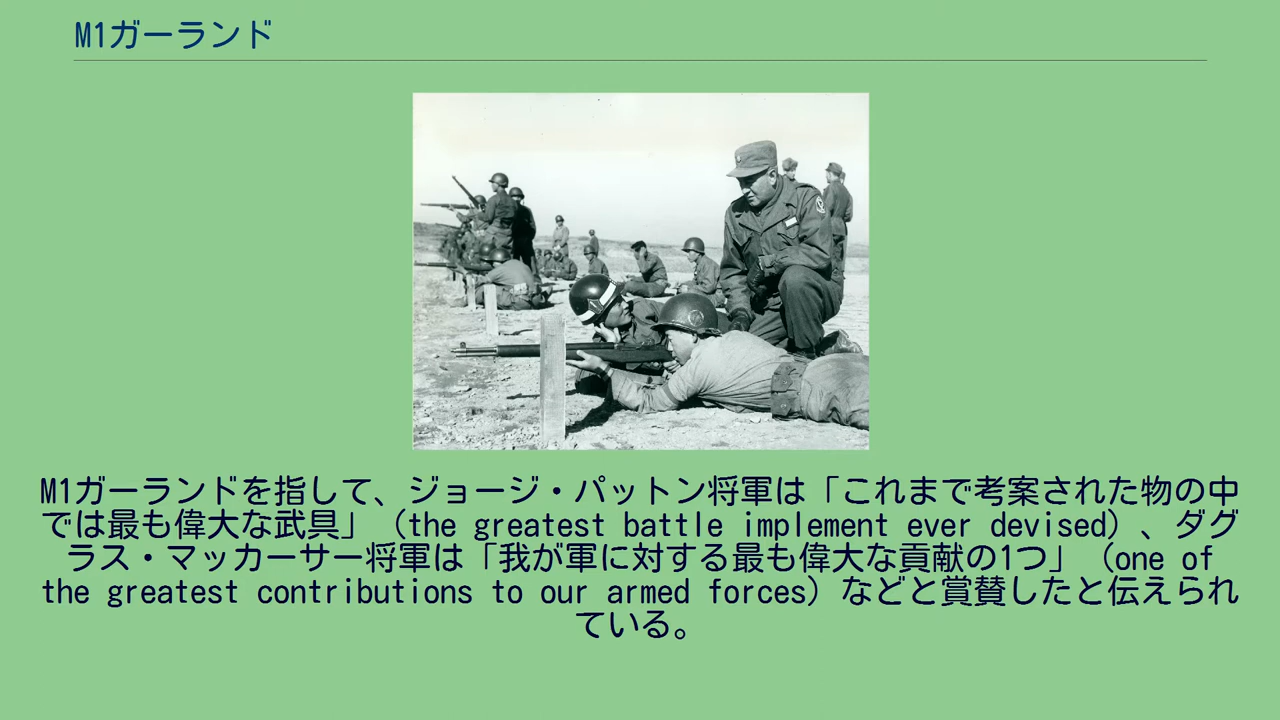 M1ガーランド
M1ガーランドを指して、ジョージ・パットン将軍は「これまで考案された物の中
では最も偉大な武具」（the greatest battle implement ever devised）、ダグ
ラス・マッカーサー将軍は「我が軍に対する最も偉大な貢献の1つ」（one of
the greatest contributions to our armed forces）などと賞賛したと伝えられ
ている。